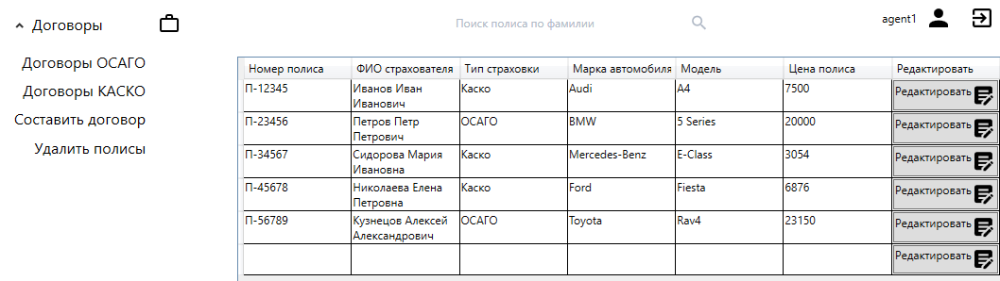 Договоры
Поиск полиса по фамилии
agent1
Договоры ОСАГО
Договоры КАСКО
Составить договор
Удалить полисы
Номер полиса ФИО страхователя Тип страховки Марка автомобиля Модель Цена полиса Редактировать
П-12345 Иванов Иван Каско Audi A4 7500 Редактировать
Иванович
П-23456 Петров Петр ОСАГО BMW 5 Series 20000 Редактировать
Петрович
П-34567 Сидорова Мария Каско Mercedes-Benz E-Class 3054 Редактировать
Ивановна
П-45678 Николаева Елена Каско Ford Fiesta 6876 Редактировать
Петровна
П-56789 Кузнецов Алексей ОСАГО Toyota Rav4 23150 Редактировать
Александрович
Редактировать